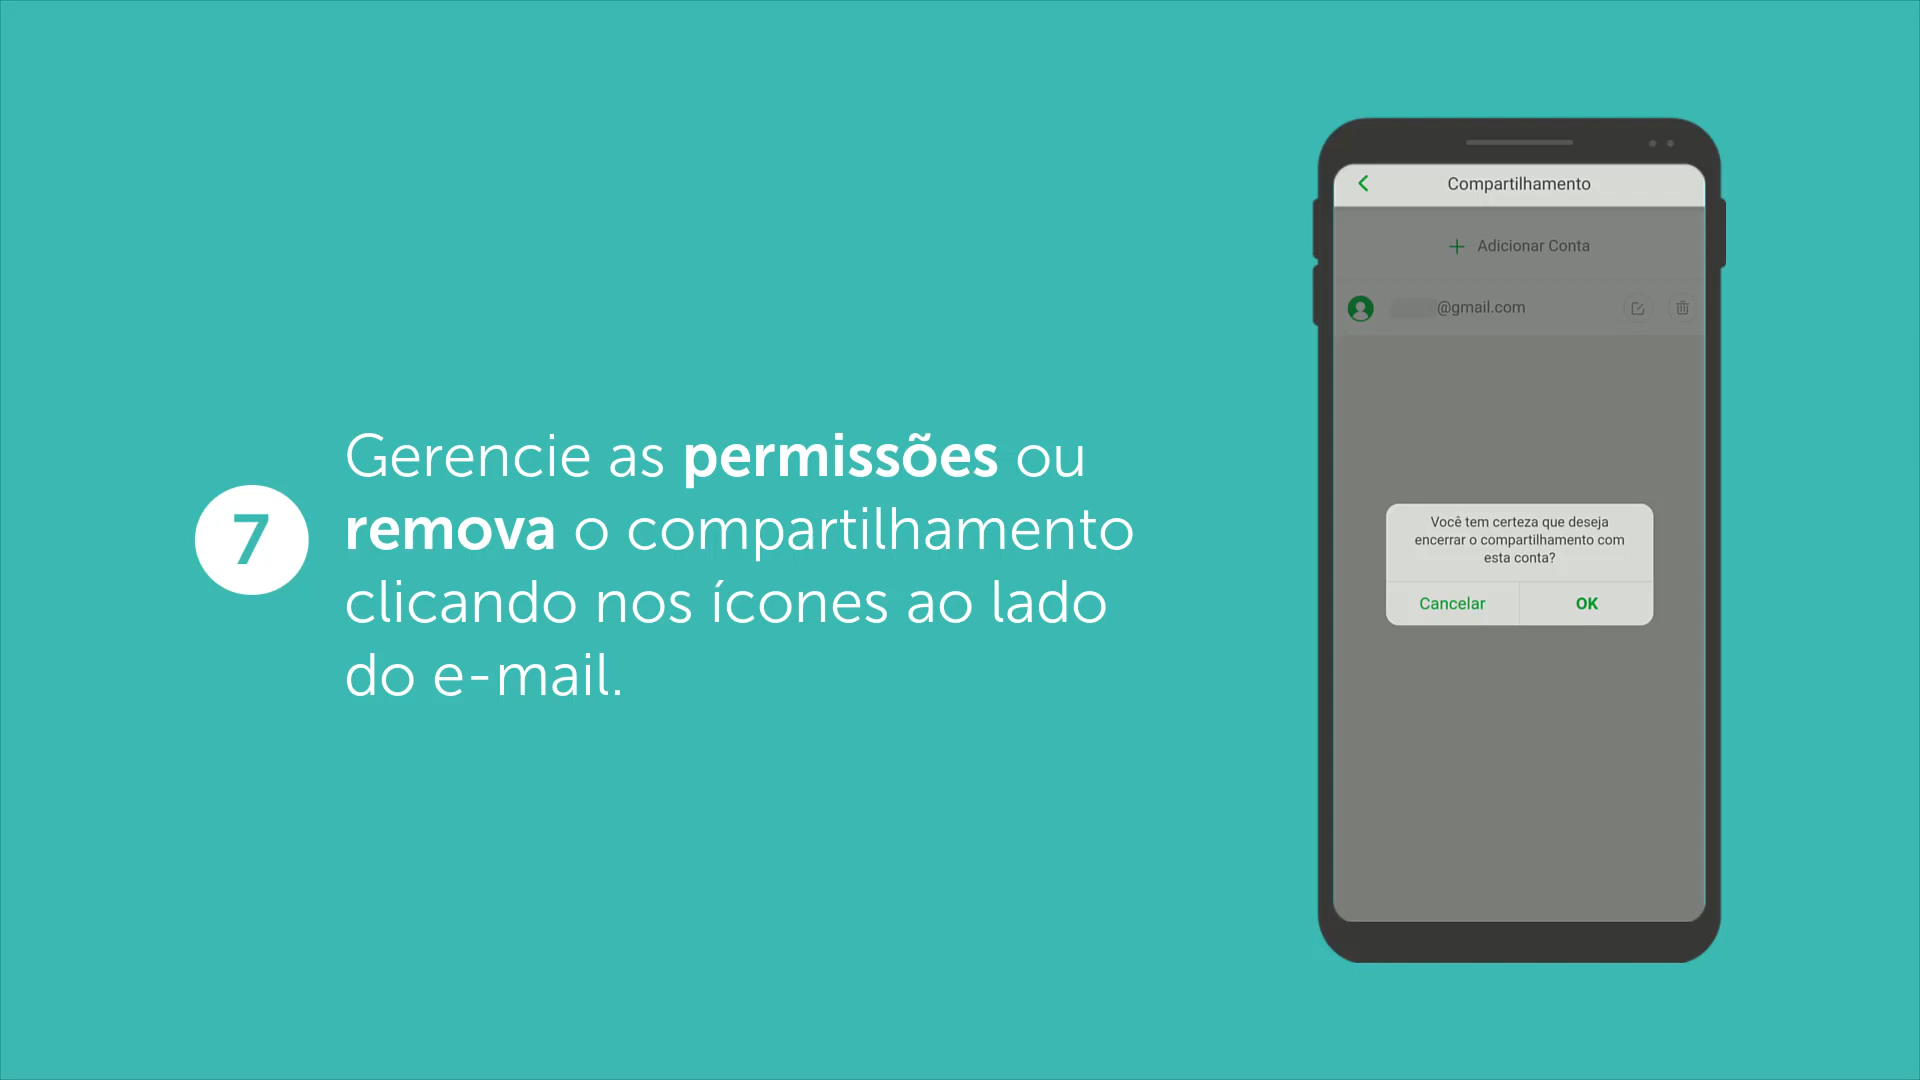 7
Gerencie as permissões ou
remova o compartilhamento
clicando nos ícones ao lado
do e-mail.
Compartilhamento
+ Adicionar Conta
@gmail.com
Você tem certeza que deseja
encerrar o compartilhamento com
esta conta?
Cancelar
OK